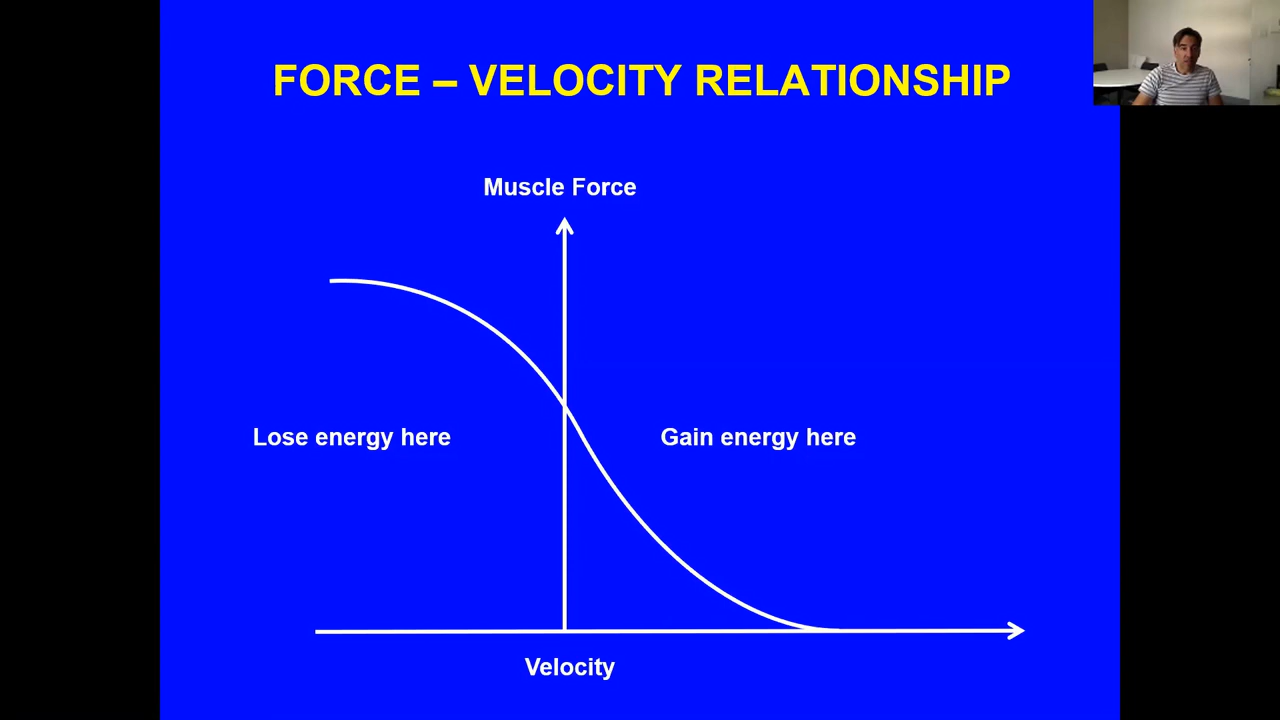 FORCE – VELOCITY RELATIONSHIP
Muscle Force
Lose energy here
Gain energy here
Velocity